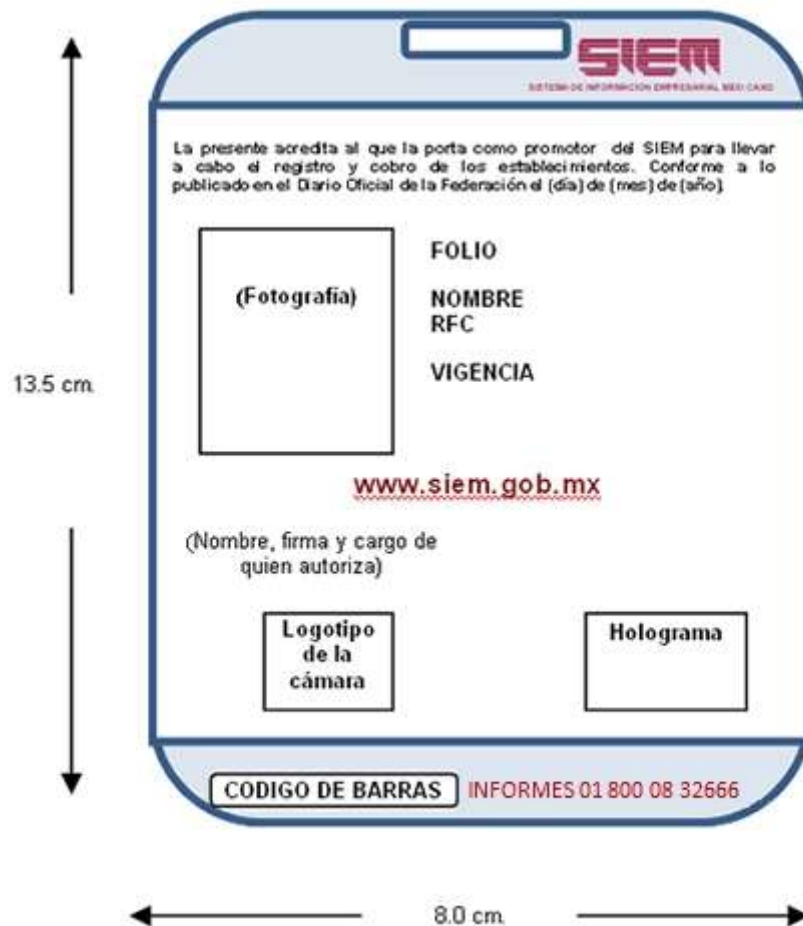 SIEM
SISTEMA DE INFORMACION EMPRESARIAL MEXICANO
La presente acredita al que la porta como promotor del SIEM para llevar
a cabo el registro y cobro de los establecimientos. Conforme a lo
publicado en el Diario Oficial de la Federación el (día) de (mes) de (año)
(Fotografía)
FOLIO
NOMBRE
RFC
VIGENCIA
13.5 cm.
www.siem.gob.mx
(Nombre, firma y cargo de
quien autoriza)
Logotipo
de la
cámara
Holograma
CODIGO DE BARRAS
INFORMES 01 800 08 32666
8.0 cm.